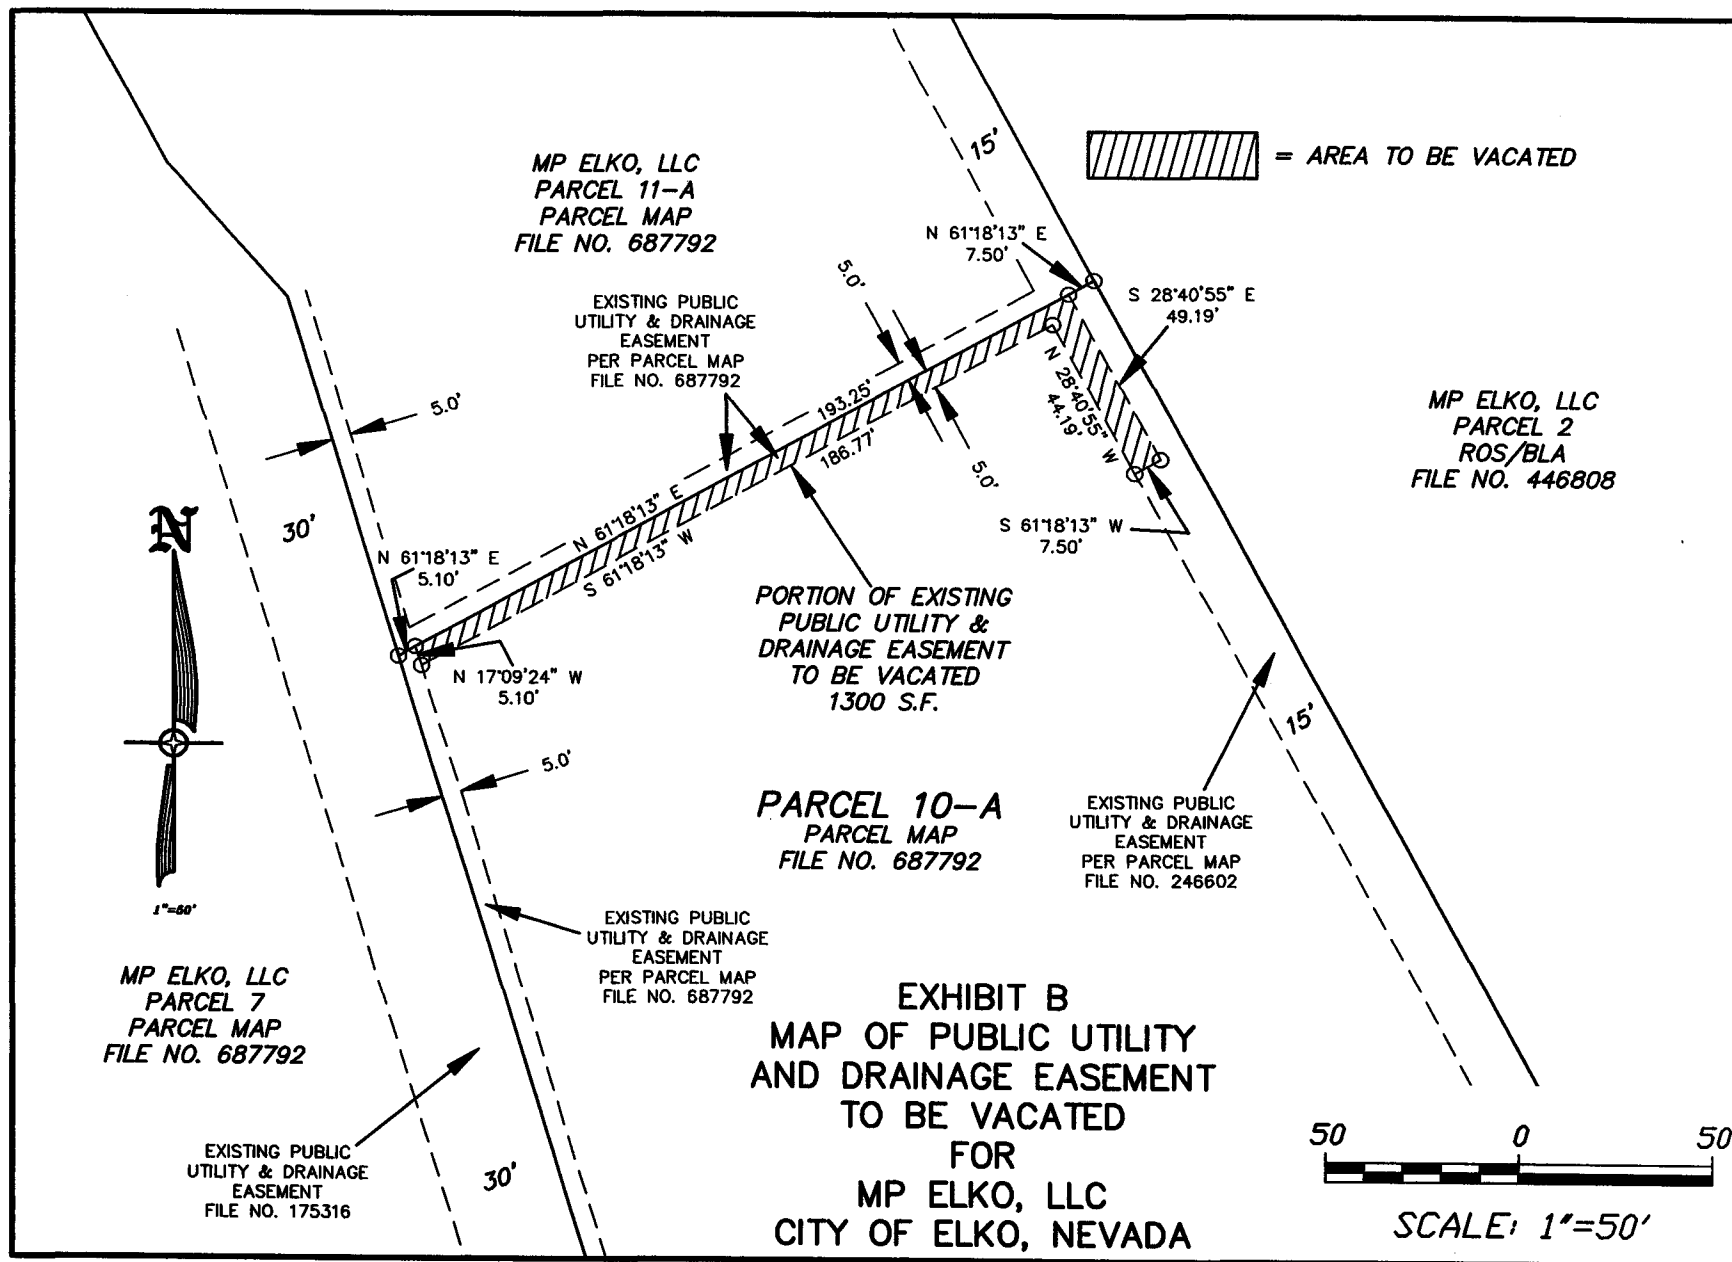 15'
= AREA TO BE VACATED
MP ELKO, LLC
PARCEL 11-A
PARCEL MAP
FILE NO. 687792
N 61°18'13" E
7.50'
5.0'
S 28°40'55" E
49.19'
EXISTING PUBLIC
UTILITY & DRAINAGE
EASEMENT
PER PARCEL MAP
FILE NO. 687792
N 28°40'55" W
44.19'
5.0'
193.25'
186.77'
5.0'
MP ELKO, LLC
PARCEL 2
ROS/BLA
FILE NO. 446808
N
30'
N 61°18'13" E
S 61°18'13" W
S 61°18'13" W
7.50'
N 61°18'13" E
5.10'
PORTION OF EXISTING
PUBLIC UTILITY &
DRAINAGE EASEMENT
TO BE VACATED
1300 S.F.
N 17°09'24" W
5.10'
15'
5.0'
PARCEL 10-A
PARCEL MAP
FILE NO. 687792
EXISTING PUBLIC
UTILITY & DRAINAGE
EASEMENT
PER PARCEL MAP
FILE NO. 246602
1"=50'
EXISTING PUBLIC
UTILITY & DRAINAGE
EASEMENT
PER PARCEL MAP
FILE NO. 687792
MP ELKO, LLC
PARCEL 7
PARCEL MAP
FILE NO. 687792
EXHIBIT B
MAP OF PUBLIC UTILITY
AND DRAINAGE EASEMENT
TO BE VACATED
FOR
MP ELKO, LLC
CITY OF ELKO, NEVADA
EXISTING PUBLIC
UTILITY & DRAINAGE
EASEMENT
FILE NO. 175316
30'
50 0 50
SCALE: 1"=50'